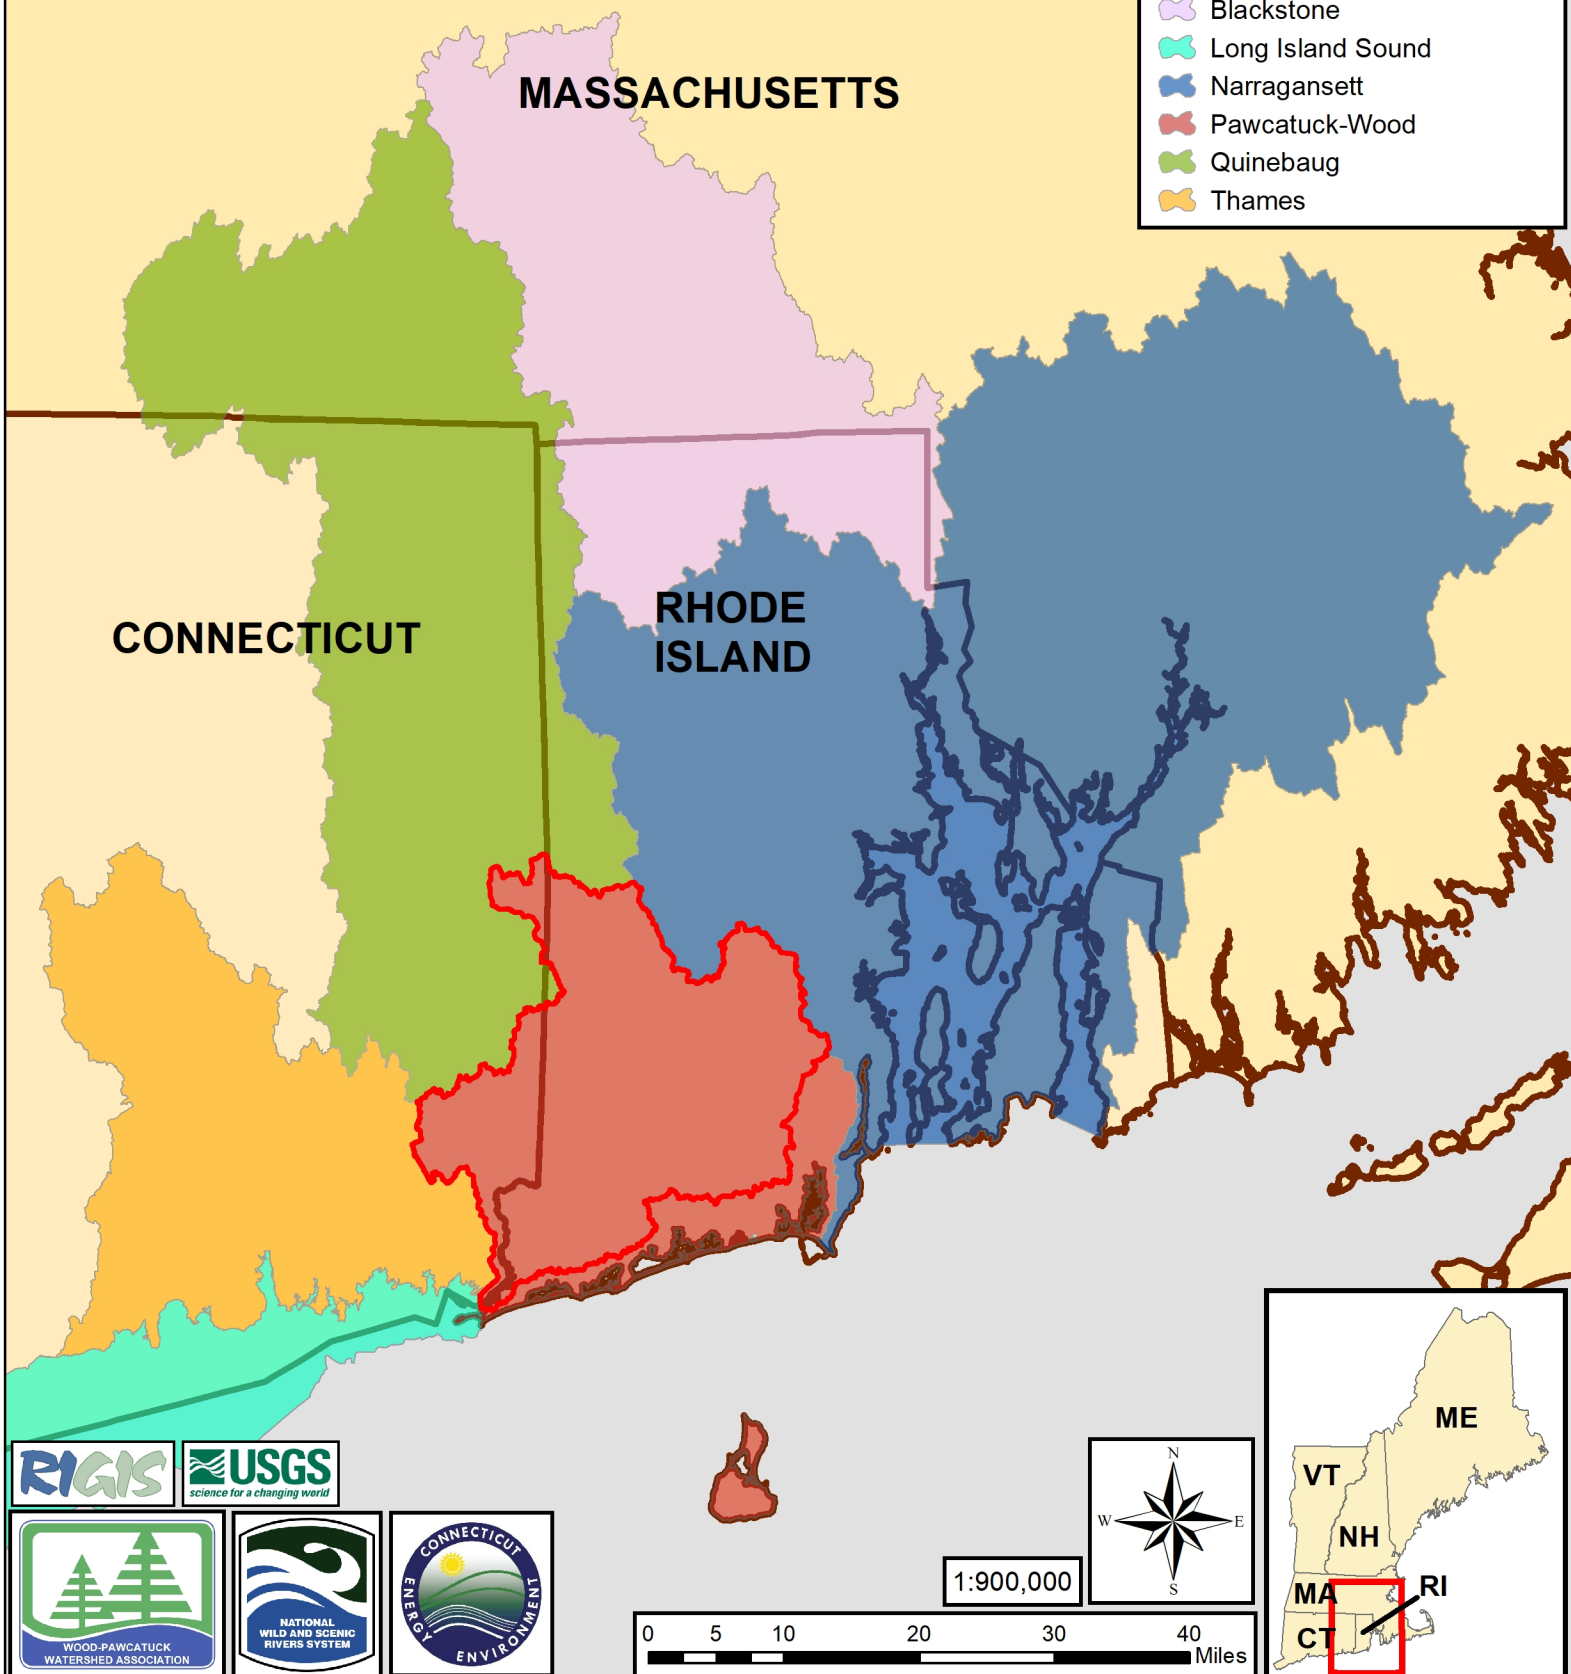 Blackstone
Long Island Sound
Narragansett
Pawcatuck-Wood
Quinebaug
Thames
MASSACHUSETTS
CONNECTICUT
RHODE
ISLAND
RIGIS
USGS
science for a changing world
WOOD-PAWCATUCK
WATERSHED ASSOCIATION
NATIONAL
WILD AND SCENIC
RIVERS SYSTEM
CONNECTICUT
ENERGY ENVIRONMENT
N
W E
S
1:900,000
0 5 10 20 30 40
Miles
ME
VT
NH
MA
RI
CT